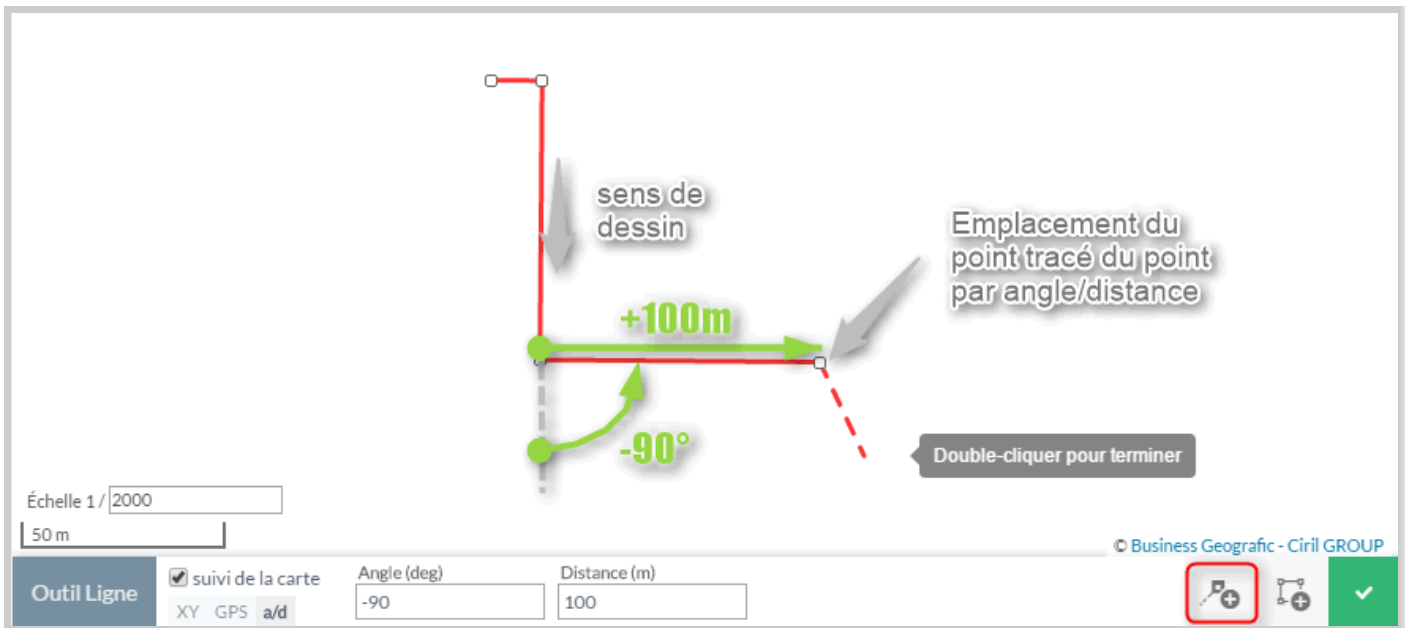 sens de
dessin
Emplacement du
point tracé du point
par angle/distance
+100m
-90°
Double-cliquer pour terminer
Échelle 1 / 2000
50 m
© Business Geografic - Ciril GROUP
Outil Ligne
suivi de la carte
XY GPS a/d
Angle (deg)
-90
Distance (m)
100